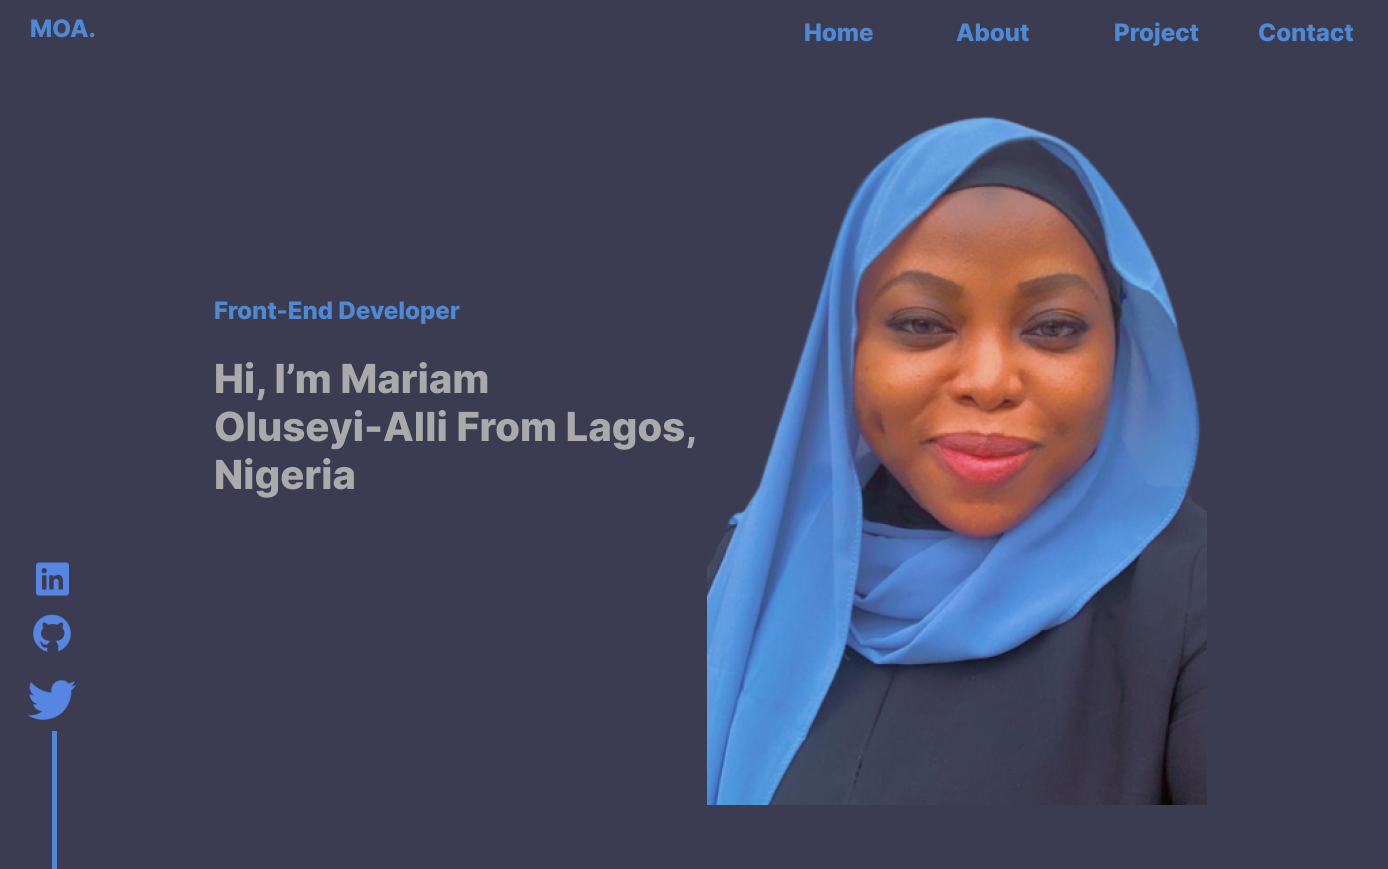 MOA.
Home About Project Contact
Front-End Developer
Hi, I’m Mariam
Oluseyi-Alli From Lagos,
Nigeria
in